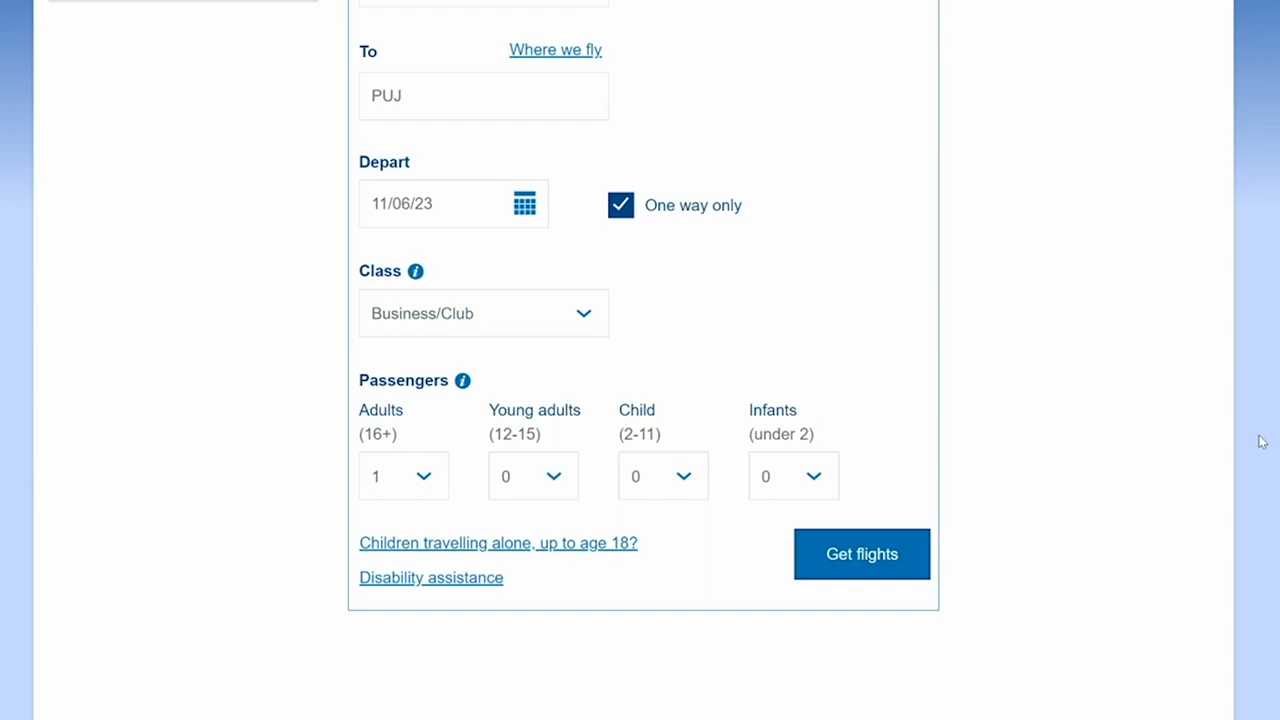 To
Where we fly
PUJ
Depart
11/06/23
One way only
Class i
Business/Club
Passengers i
Adults Young adults Child Infants
(16+) (12-15) (2-11) (under 2)
1 0 0 0
Children travelling alone, up to age 18?
Get flights
Disability assistance